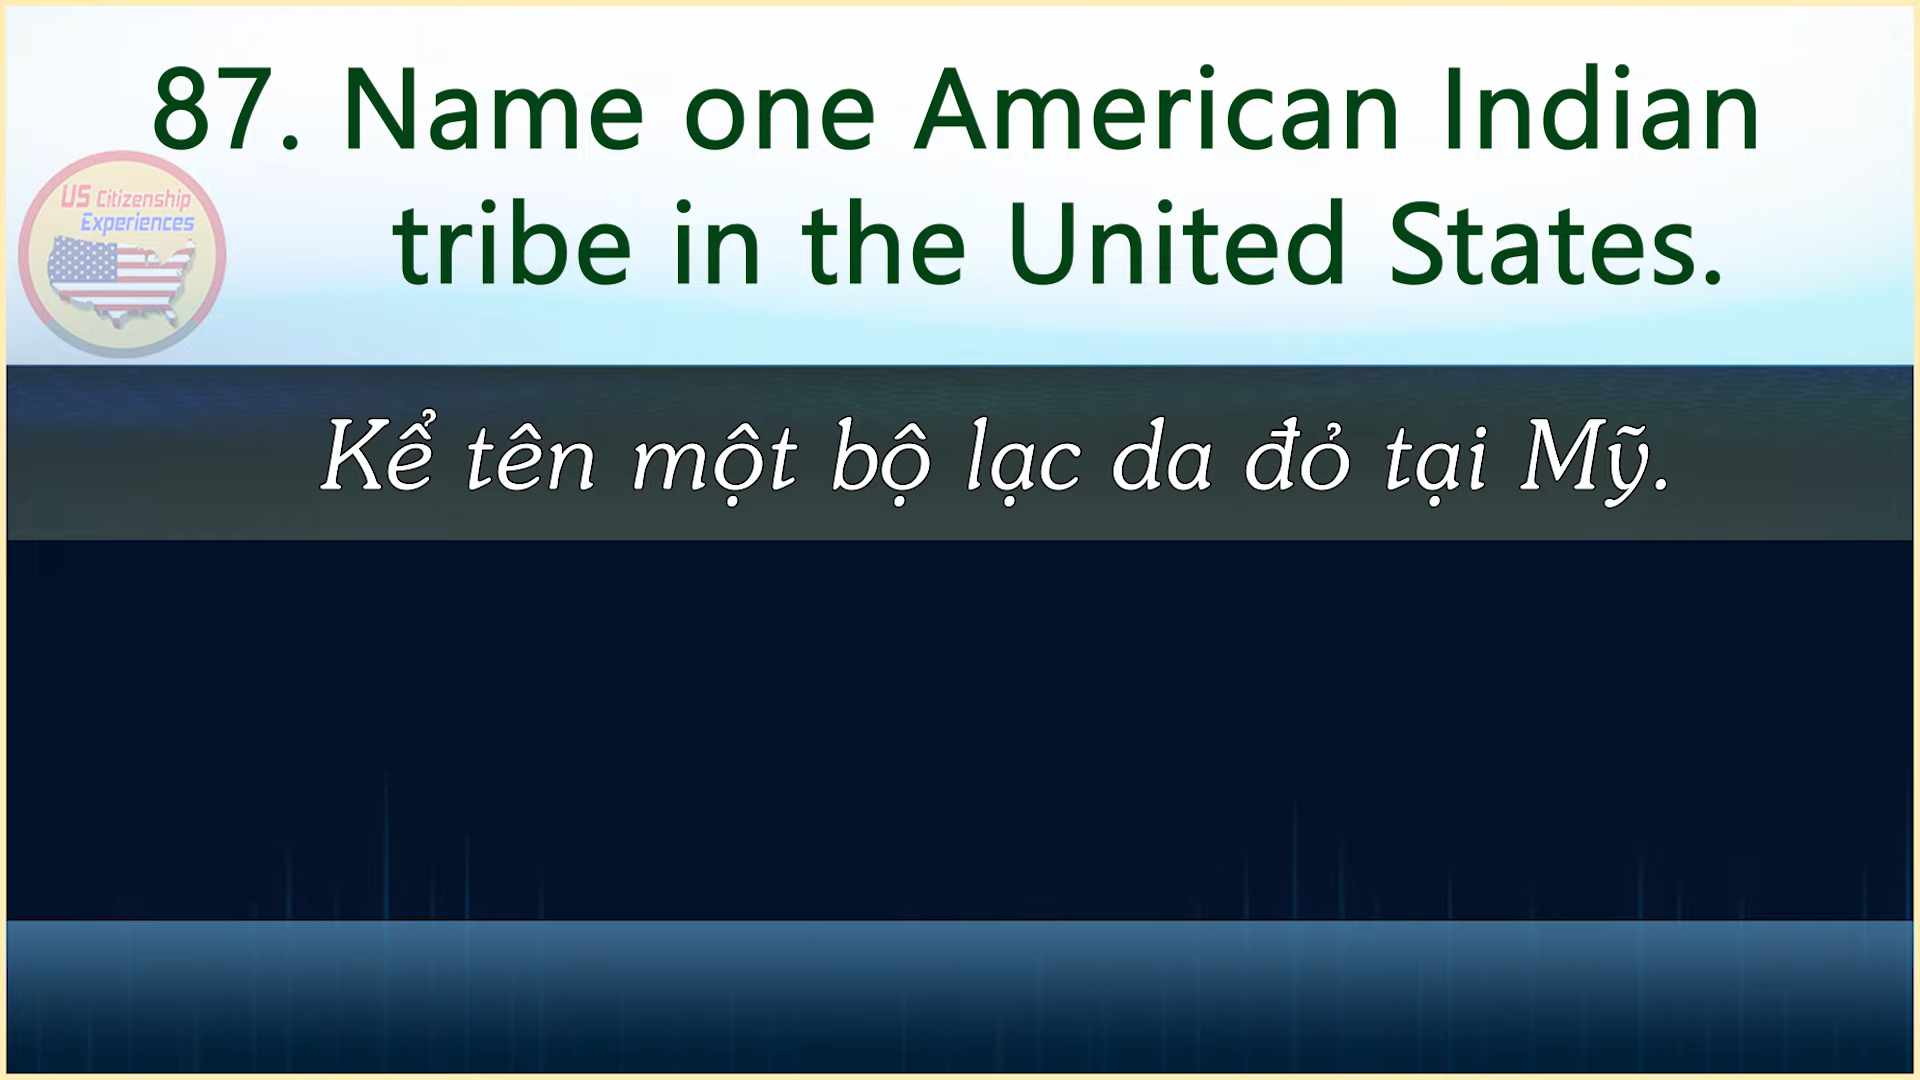 87. Name one American Indian
tribe in the United States.
US Citizenship
Experiences
Kể tên một bộ lạc da đỏ tại Mỹ.